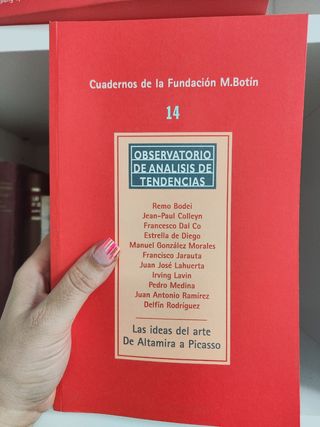 Cuadernos de la Fundación M.Botín
14
OBSERVATORIO
DE ANALISIS DE
TENDENCIAS
Remo Bodei
Jean-Paul Colleyn
Francesco Dal Co
Estrella de Diego
Manuel González Morales
Francisco Jarauta
Juan José Lahuerta
Irving Lavin
Pedro Medina
Juan Antonio Ramírez
Delfín Rodríguez
Las ideas del arte
De Altamira a Picasso